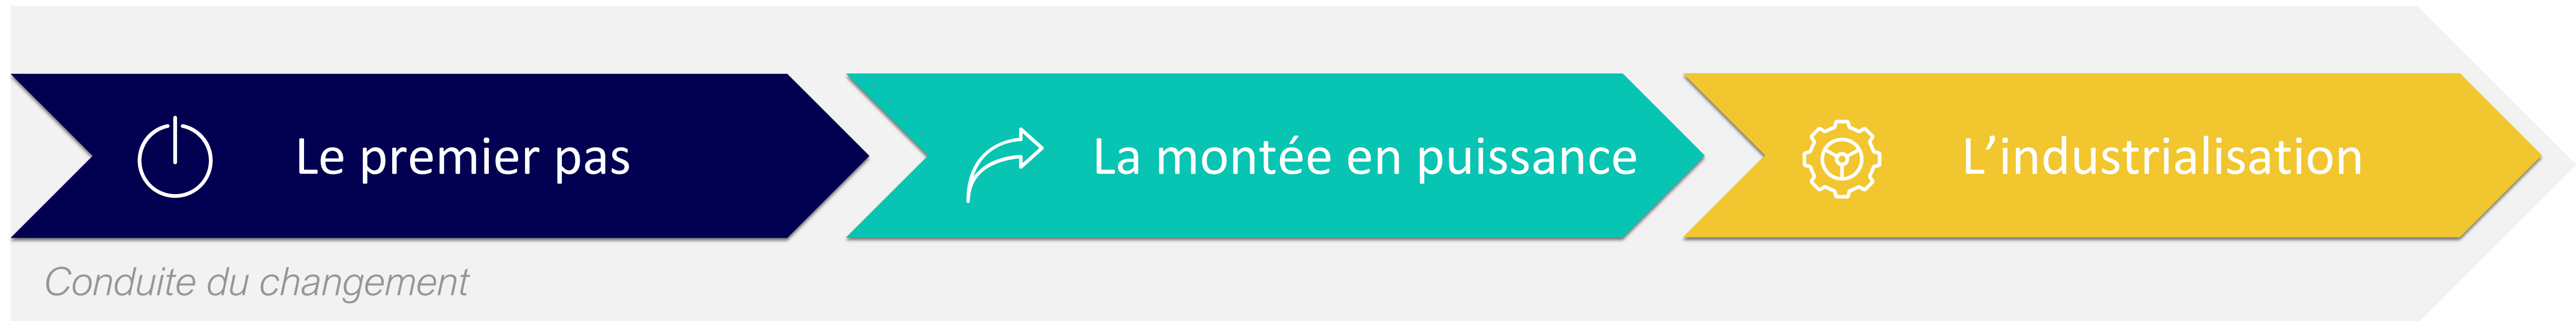 Le premier pas
La montée en puissance
L’industrialisation
Conduite du changement